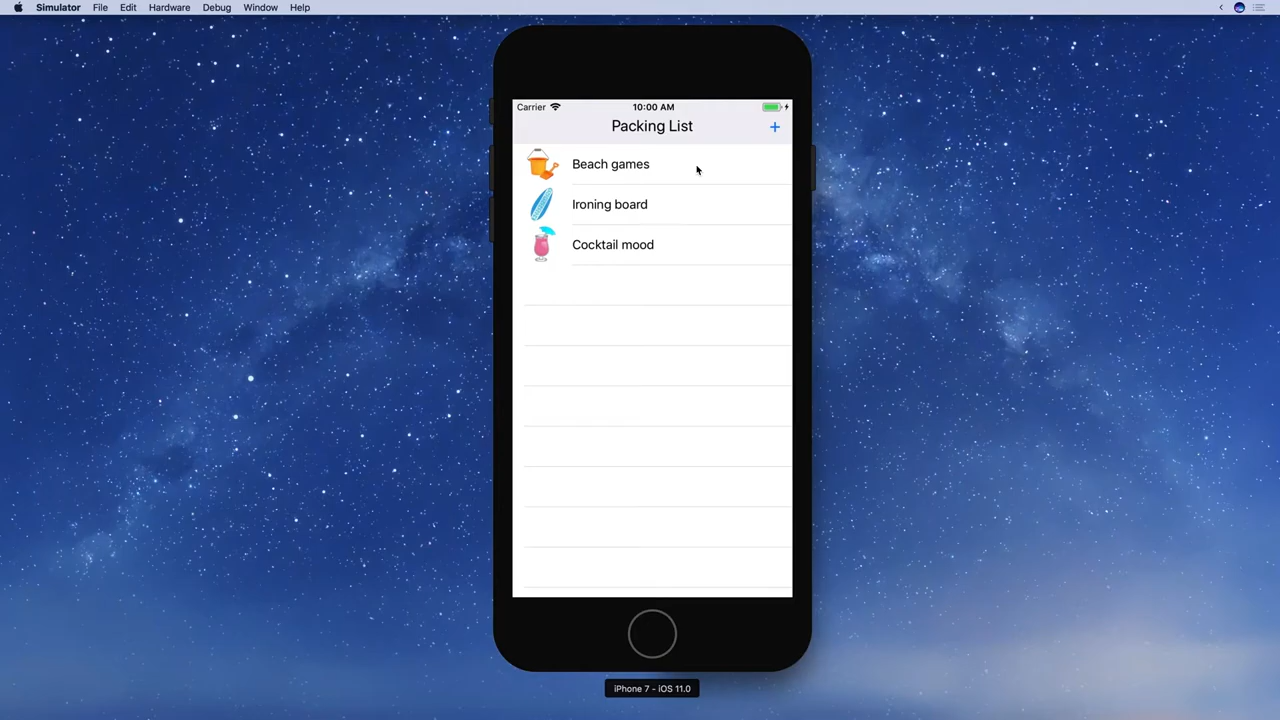 Simulator File Edit Hardware Debug Window Help
Carrier 10:00 AM
Packing List +
Beach games
Ironing board
Cocktail mood
iPhone 7 - iOS 11.0